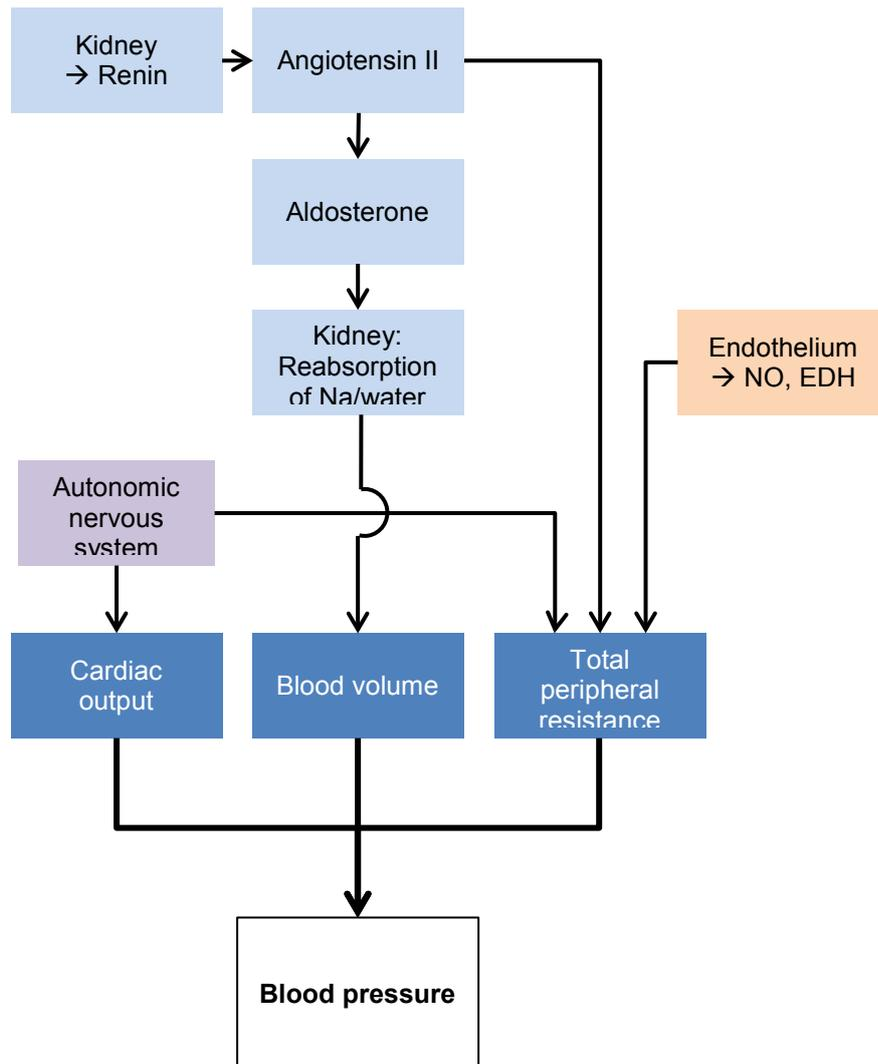 Kidney
→ Renin
Angiotensin II
Aldosterone
Kidney:
Reabsorption
of Na/water
Endothelium
→ NO, EDH
Autonomic
nervous
system
Cardiac
output
Blood volume
Total
peripheral
resistance
Blood pressure